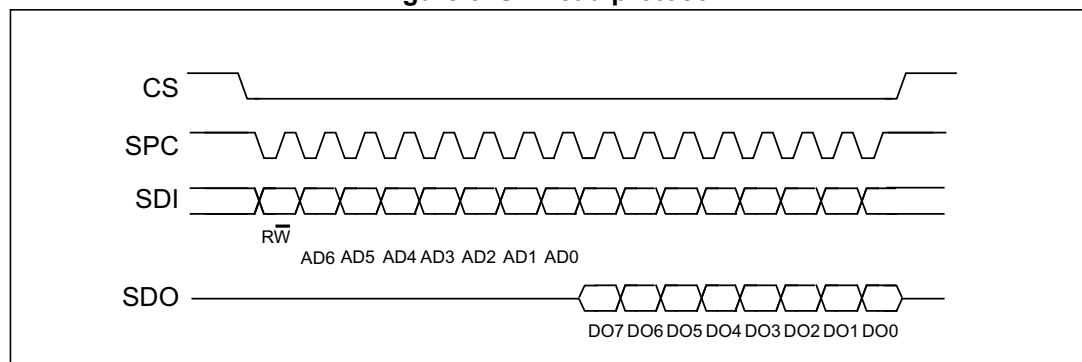 CS
SPC
SDI
RW̅
AD6 AD5 AD4 AD3 AD2 AD1 AD0
SDO
DO7 DO6 DO5 DO4 DO3 DO2 DO1 DO0